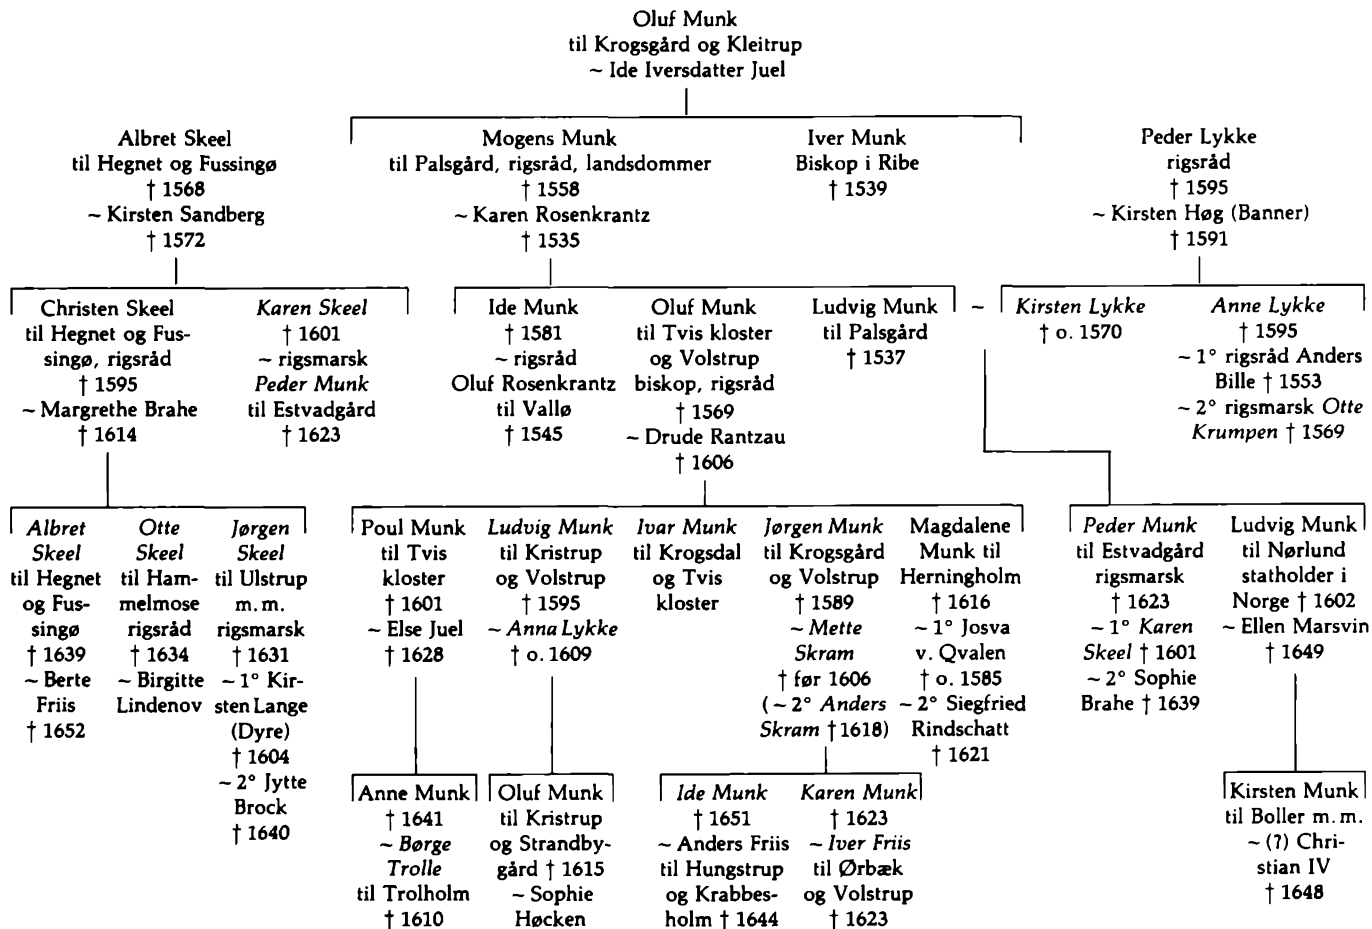 Oluf Munk
til Krogsgård og Kleitrup
~ Ide Iversdatter Juel
Albret Skeel
til Hegnet og Fussingø
† 1568
~ Kirsten Sandberg
† 1572
Mogens Munk
til Palsgård, rigsråd, landsdommer
† 1558
~ Karen Rosenkrantz
† 1535
Iver Munk
Biskop i Ribe
† 1539
Peder Lykke
rigsråd
† 1595
~ Kirsten Høg (Banner)
† 1591
Christen Skeel
til Hegnet og Fus-
singø, rigsråd
† 1595
~ Margrethe Brahe
† 1614
Karen Skeel
† 1601
~ rigsmarsk
Peder Munk
til Estvadgård
† 1623
Ide Munk
† 1581
~ rigsråd
Oluf Rosenkrantz
til Vallø
† 1545
Oluf Munk
til Tvis kloster
og Volstrup
biskop, rigsråd
† 1569
~ Drude Rantzau
† 1606
Ludvig Munk
til Palsgård
† 1537
~
Kirsten Lykke
† o. 1570
Anne Lykke
† 1595
~ 1° rigsråd Anders
Bille † 1553
~ 2° rigsmarsk Otte
Krumpen † 1569
Albret
Skeel
til Hegnet
og Fus-
singø
† 1639
~ Berte
Friis
† 1652
Otte
Skeel
til Ham-
melmose
rigsråd
† 1634
~ Birgitte
Lindenov
Jørgen
Skeel
til Ulstrup
m. m.
rigsmarsk
† 1631
~ 1° Kir-
sten Lange
(Dyre)
† 1604
~ 2° Jytte
Brock
† 1640
Poul Munk
til Tvis
kloster
† 1601
~ Else Juel
† 1628
Ludvig Munk
til Kristrup
og Volstrup
† 1595
~ Anna Lykke
† o. 1609
Ivar Munk
til Krogsdal
og Tvis
kloster
Jørgen Munk
til Krogsgård
og Volstrup
† 1589
~ Mette
Skram
† før 1606
(~ 2° Anders
Skram † 1618)
Magdalene
Munk til
Herningholm
† 1616
~ 1° Josva
v. Qvalen
† o. 1585
~ 2° Siegfried
Rindschatt
† 1621
Peder Munk
til Estvadgård
rigsmarsk
† 1623
~ 1° Karen
Skeel † 1601
~ 2° Sophie
Brahe † 1639
Ludvig Munk
til Nørlund
statholder i
Norge † 1602
~ Ellen Marsvin
† 1649
Anne Munk
† 1641
~ Børge
Trolle
til Trolholm
† 1610
Oluf Munk
til Kristrup
og Strandby-
gård † 1615
~ Sophie
Høcken
Ide Munk
† 1651
~ Anders Friis
til Hungstrup
og Krabbes-
holm † 1644
Karen Munk
† 1623
~ Iver Friis
til Ørbæk
og Volstrup
† 1623
Kirsten Munk
til Boller m. m.
~ (?) Chri-
stian IV
† 1648